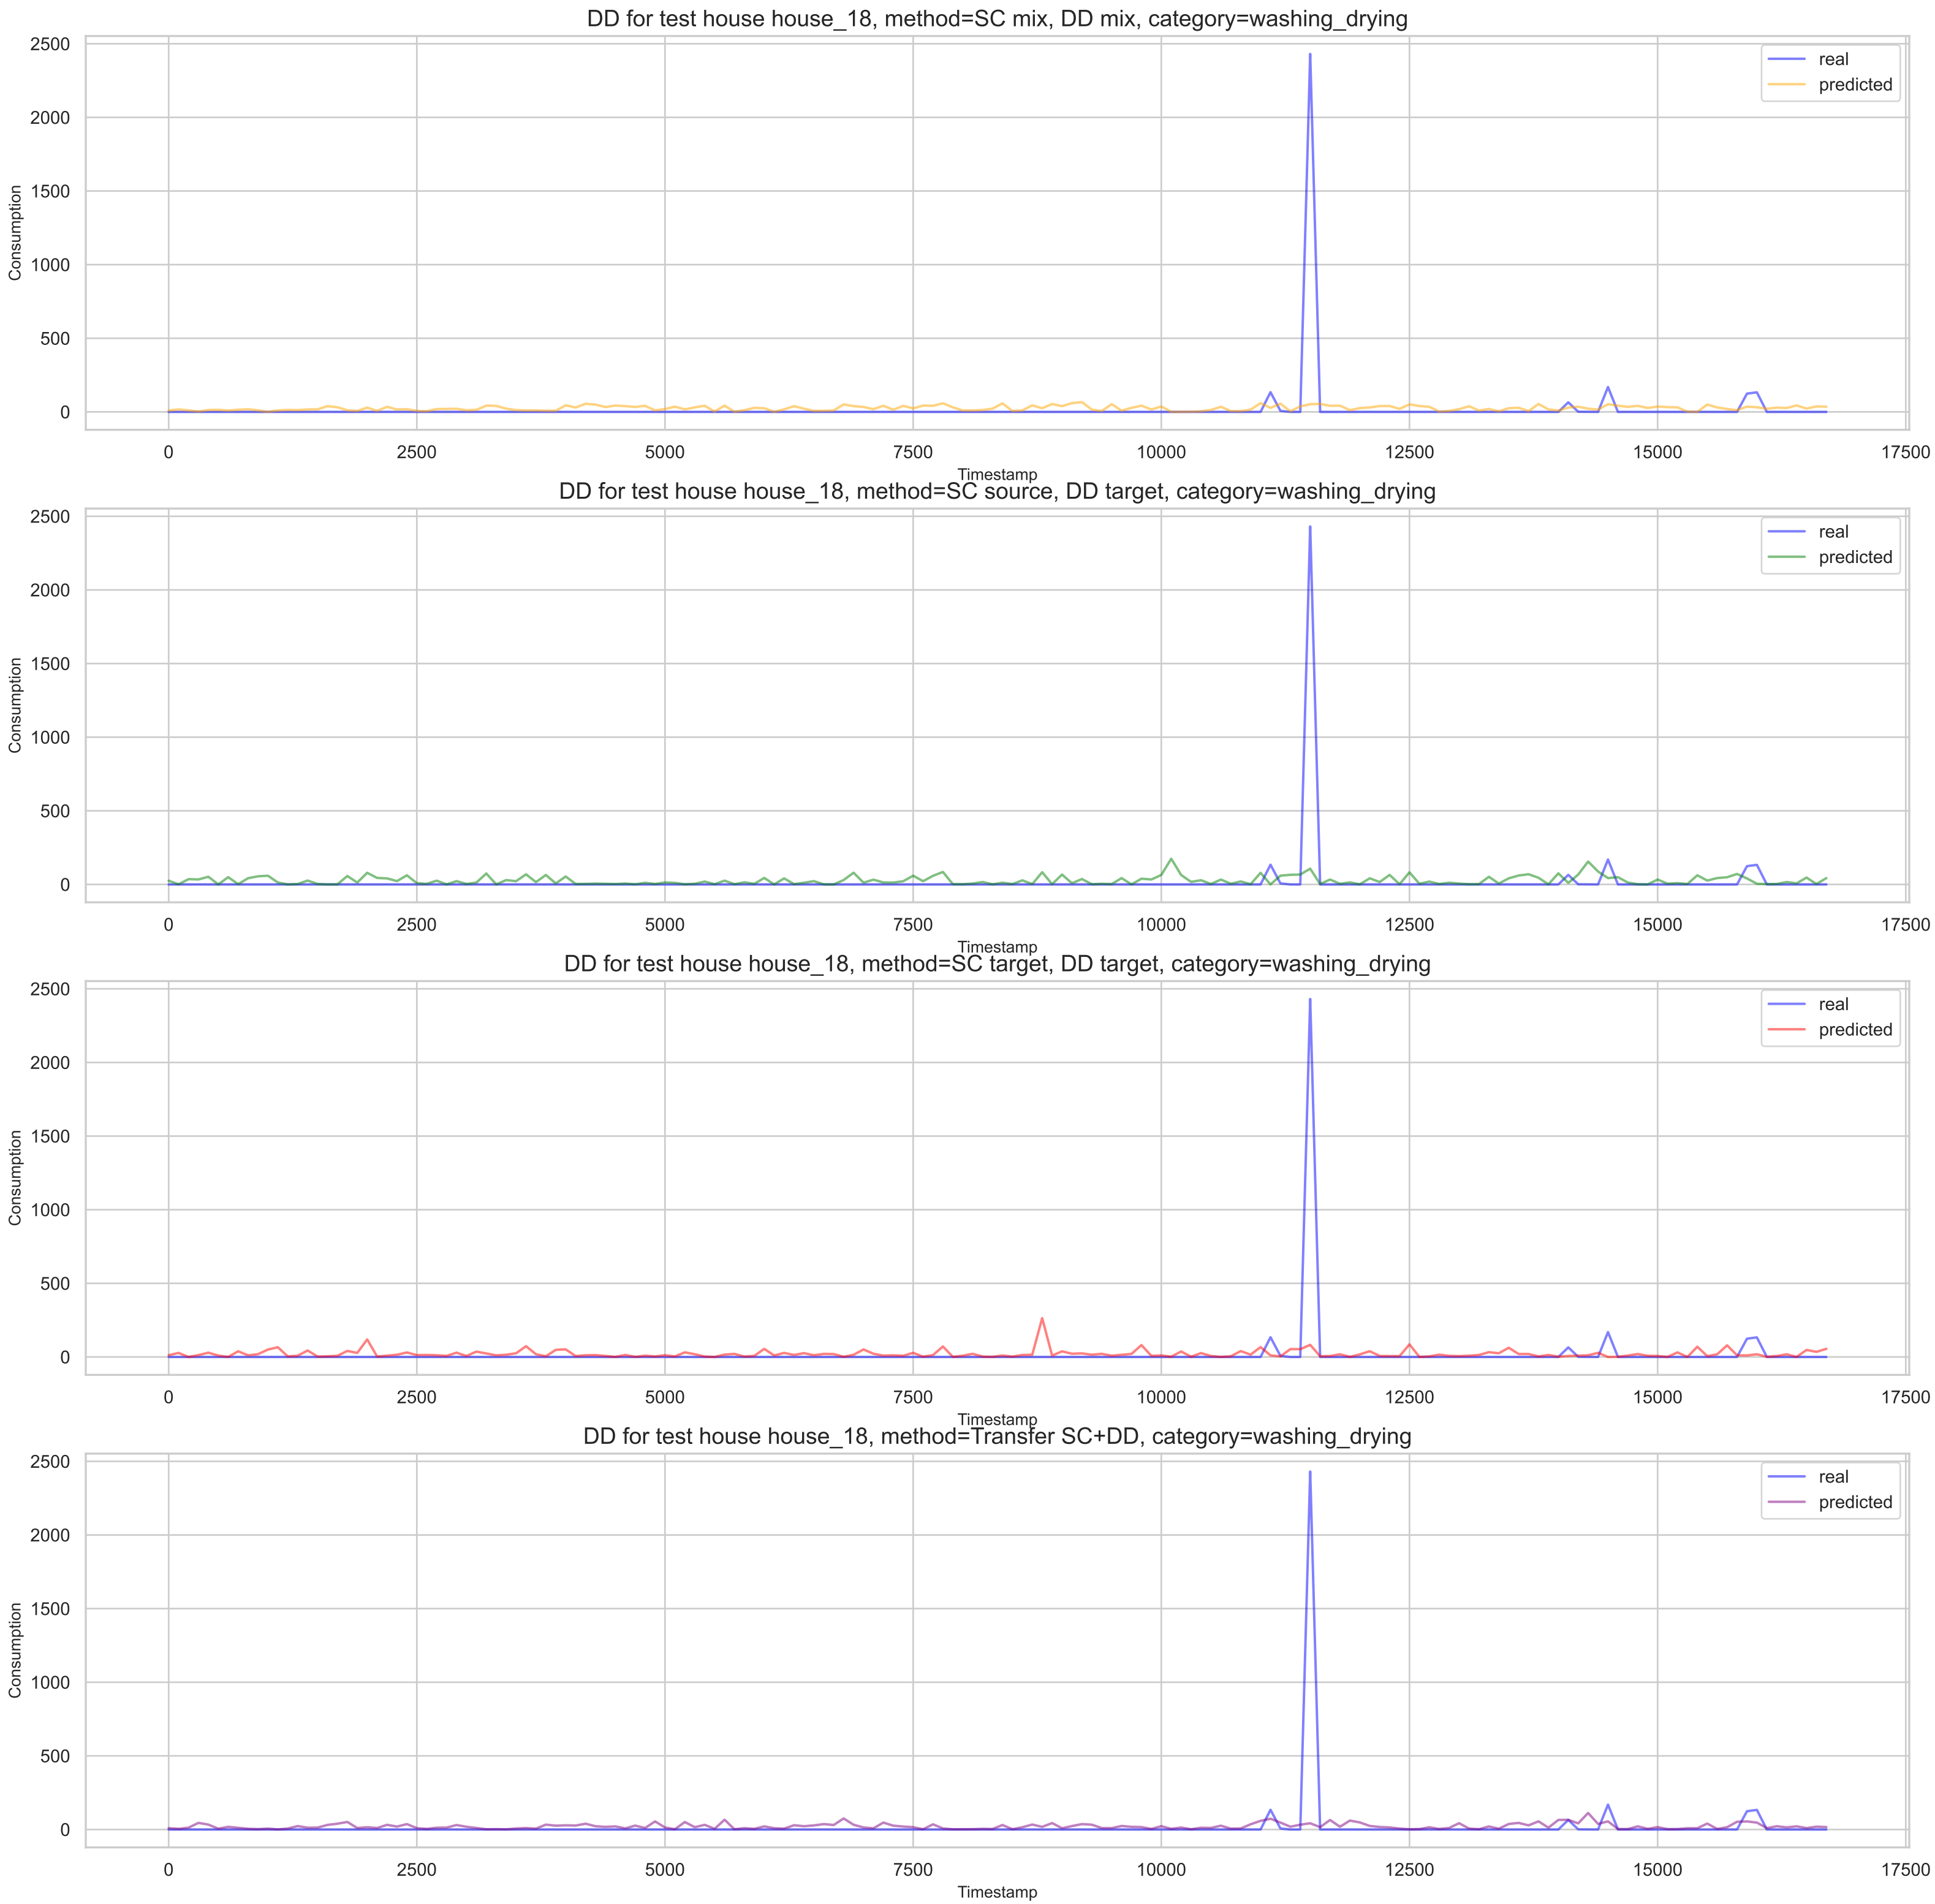 DD for test house house_18, method=SC mix, DD mix, category=washing_drying
2500
2000
1500
1000
500
0
Consumption
real
predicted
0 2500 5000 7500 10000 12500 15000 17500
Timestamp
DD for test house house_18, method=SC source, DD target, category=washing_drying
2500
2000
1500
1000
500
0
Consumption
real
predicted
0 2500 5000 7500 10000 12500 15000 17500
Timestamp
DD for test house house_18, method=SC target, DD target, category=washing_drying
2500
2000
1500
1000
500
0
Consumption
real
predicted
0 2500 5000 7500 10000 12500 15000 17500
Timestamp
DD for test house house_18, method=Transfer SC+DD, category=washing_drying
2500
2000
1500
1000
500
0
Consumption
real
predicted
0 2500 5000 7500 10000 12500 15000 17500
Timestamp